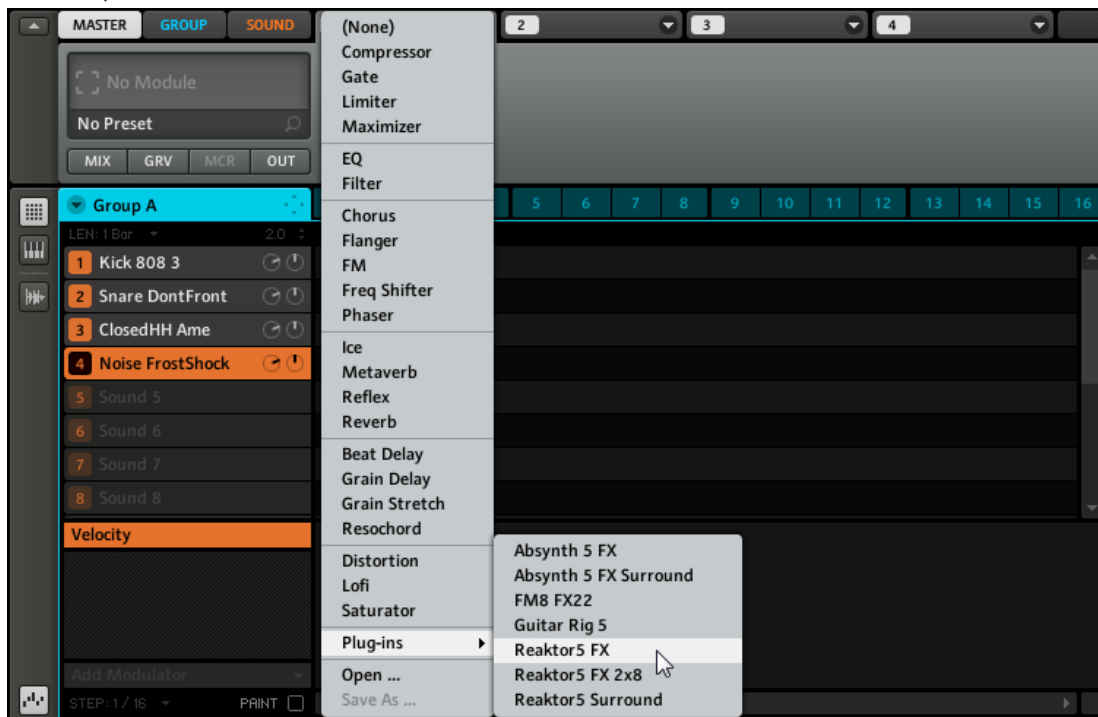 MASTER GROUP SOUND
2 3 4
No Module
No Preset
MIX GRV MCR OUT
Group A
5 6 7 8 9 10 11 12 13 14 15 16
LEN: 1 Bar 2.0
1 Kick 808 3
2 Snare DontFront
3 ClosedHH Ame
4 Noise FrostShock
5 Sound 5
6 Sound 6
7 Sound 7
8 Sound 8
Velocity
Add Modulator
STEP: 1 / 16 PAINT
(None)
Compressor
Gate
Limiter
Maximizer
EQ
Filter
Chorus
Flanger
FM
Freq Shifter
Phaser
Ice
Metaverb
Reflex
Reverb
Beat Delay
Grain Delay
Grain Stretch
Resochord
Distortion
Lofi
Saturator
Plug-ins
Open ...
Save As ...
Absynth 5 FX
Absynth 5 FX Surround
FM8 FX22
Guitar Rig 5
Reaktor5 FX
Reaktor5 FX 2x8
Reaktor5 Surround